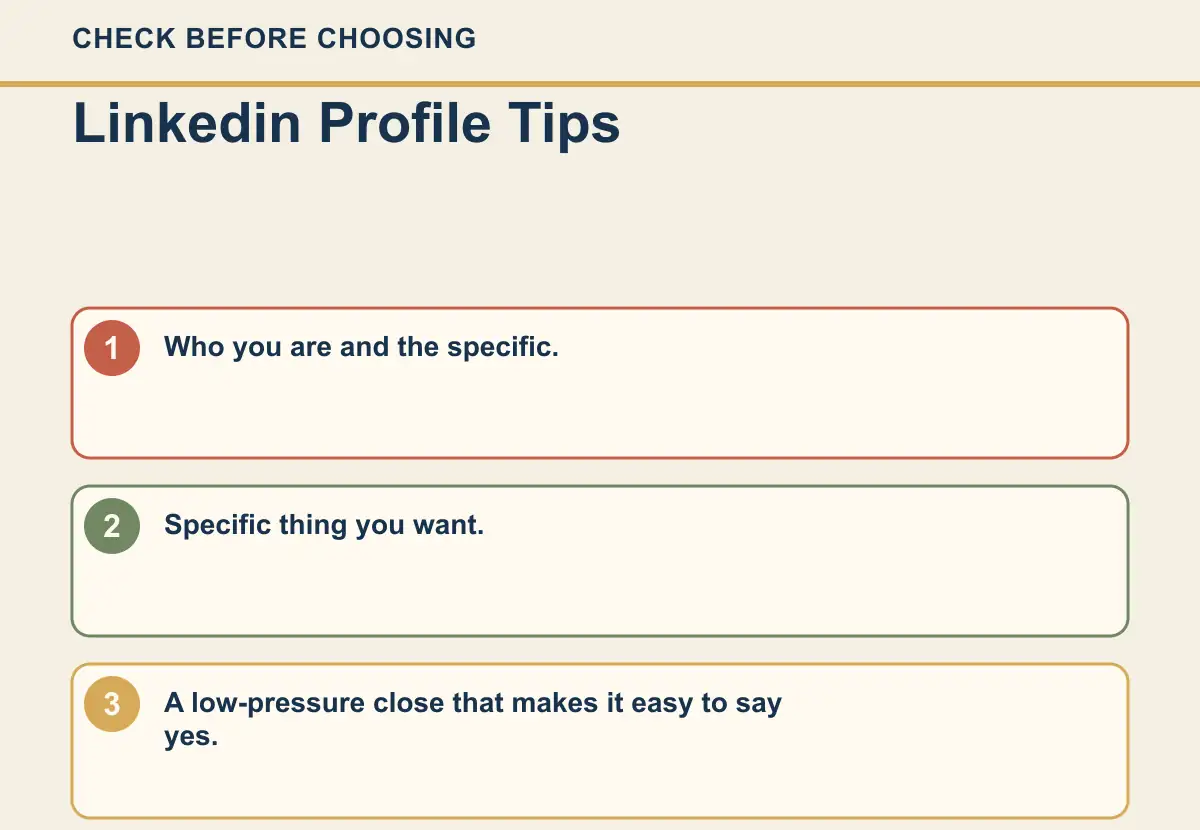 CHECK BEFORE CHOOSING
Linkedin Profile Tips
1
Who you are and the specific.
2
Specific thing you want.
3
A low-pressure close that makes it easy to say
yes.